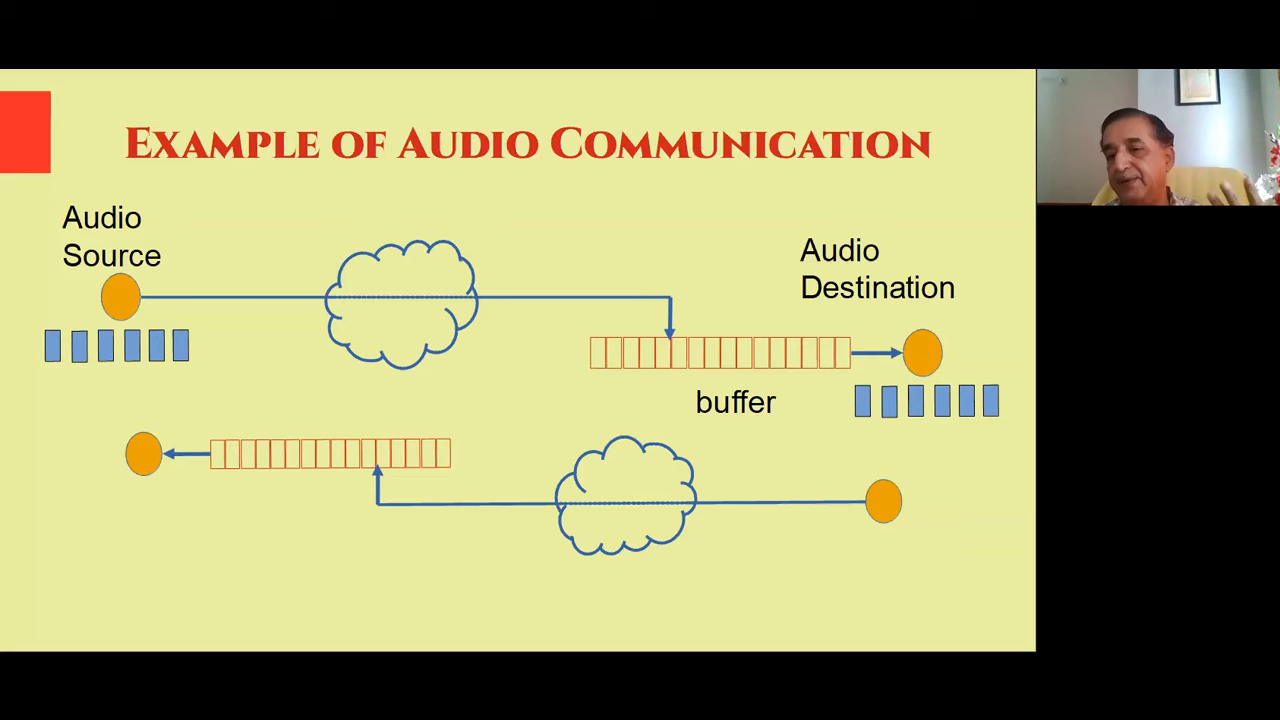 Example of Audio Communication
Audio
Source
Audio
Destination
buffer